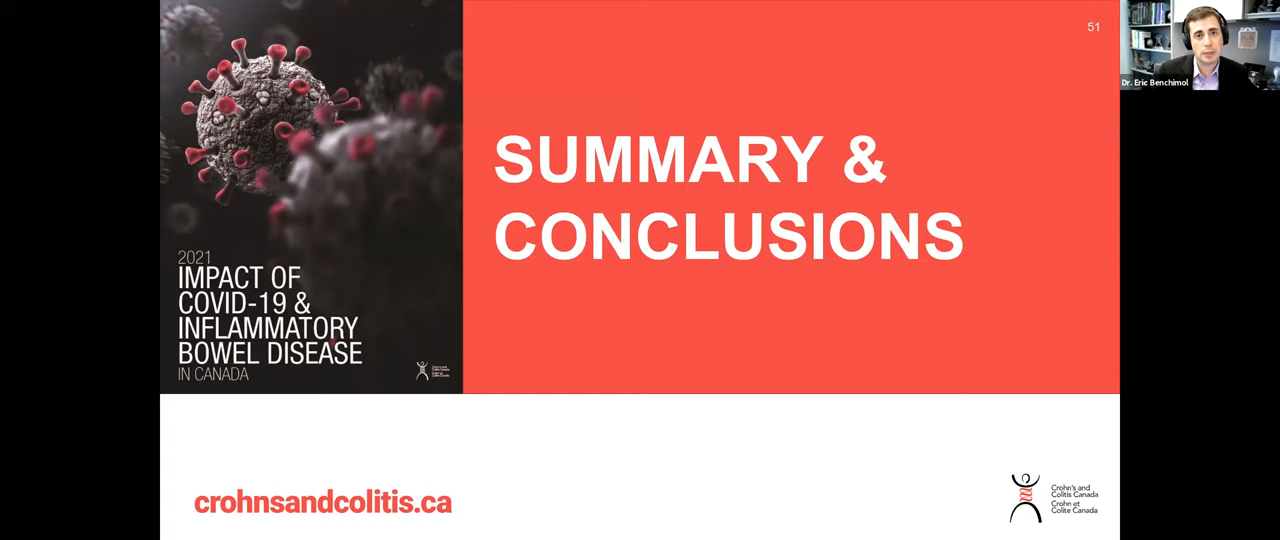 51
Dr. Eric Benchimol
SUMMARY &
CONCLUSIONS
2021
IMPACT OF
COVID-19 &
INFLAMMATORY
BOWEL DISEASE
IN CANADA
crohnsandcolitis.ca
Crohn's and
Colitis Canada
Crohn et
Colite Canada